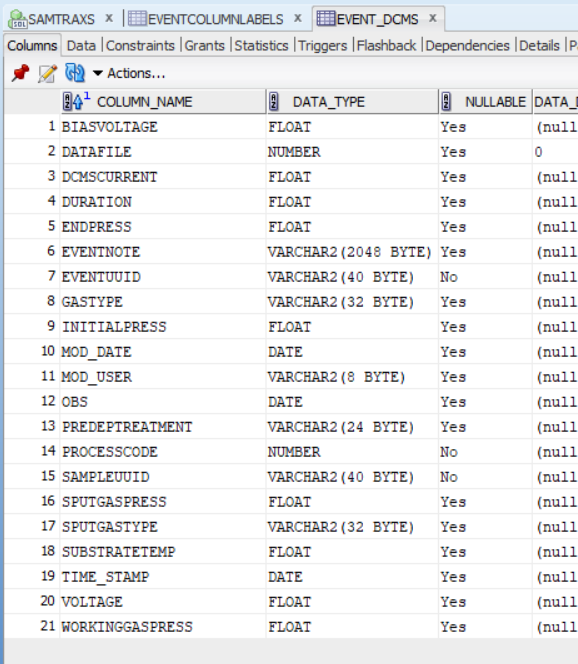 SAMTRAXS x EVENTCOLUMNLABELS x EVENT_DCMS x
Columns Data |Constraints |Grants |Statistics |Triggers |Flashback |Dependencies |Details |Pa
Actions...
1 COLUMN_NAME DATA_TYPE NULLABLE DATA_D
1 BIASVOLTAGE FLOAT Yes (null
2 DATAFILE NUMBER Yes 0
3 DCMSCURRENT FLOAT Yes (null
4 DURATION FLOAT Yes (null
5 ENDPRESS FLOAT Yes (null
6 EVENTNOTE VARCHAR2(2048 BYTE) Yes (null
7 EVENTUUID VARCHAR2(40 BYTE) No (null
8 GASTYPE VARCHAR2(32 BYTE) Yes (null
9 INITIALPRESS FLOAT Yes (null
10 MOD_DATE DATE Yes (null
11 MOD_USER VARCHAR2(8 BYTE) Yes (null
12 OBS DATE Yes (null
13 PREDEPTREATMENT VARCHAR2(24 BYTE) Yes (null
14 PROCESSCODE NUMBER No (null
15 SAMPLEUUID VARCHAR2(40 BYTE) No (null
16 SPUTGASPRESS FLOAT Yes (null
17 SPUTGASTYPE VARCHAR2(32 BYTE) Yes (null
18 SUBSTRATETEMP FLOAT Yes (null
19 TIME_STAMP DATE Yes (null
20 VOLTAGE FLOAT Yes (null
21 WORKINGGASPRESS FLOAT Yes (null